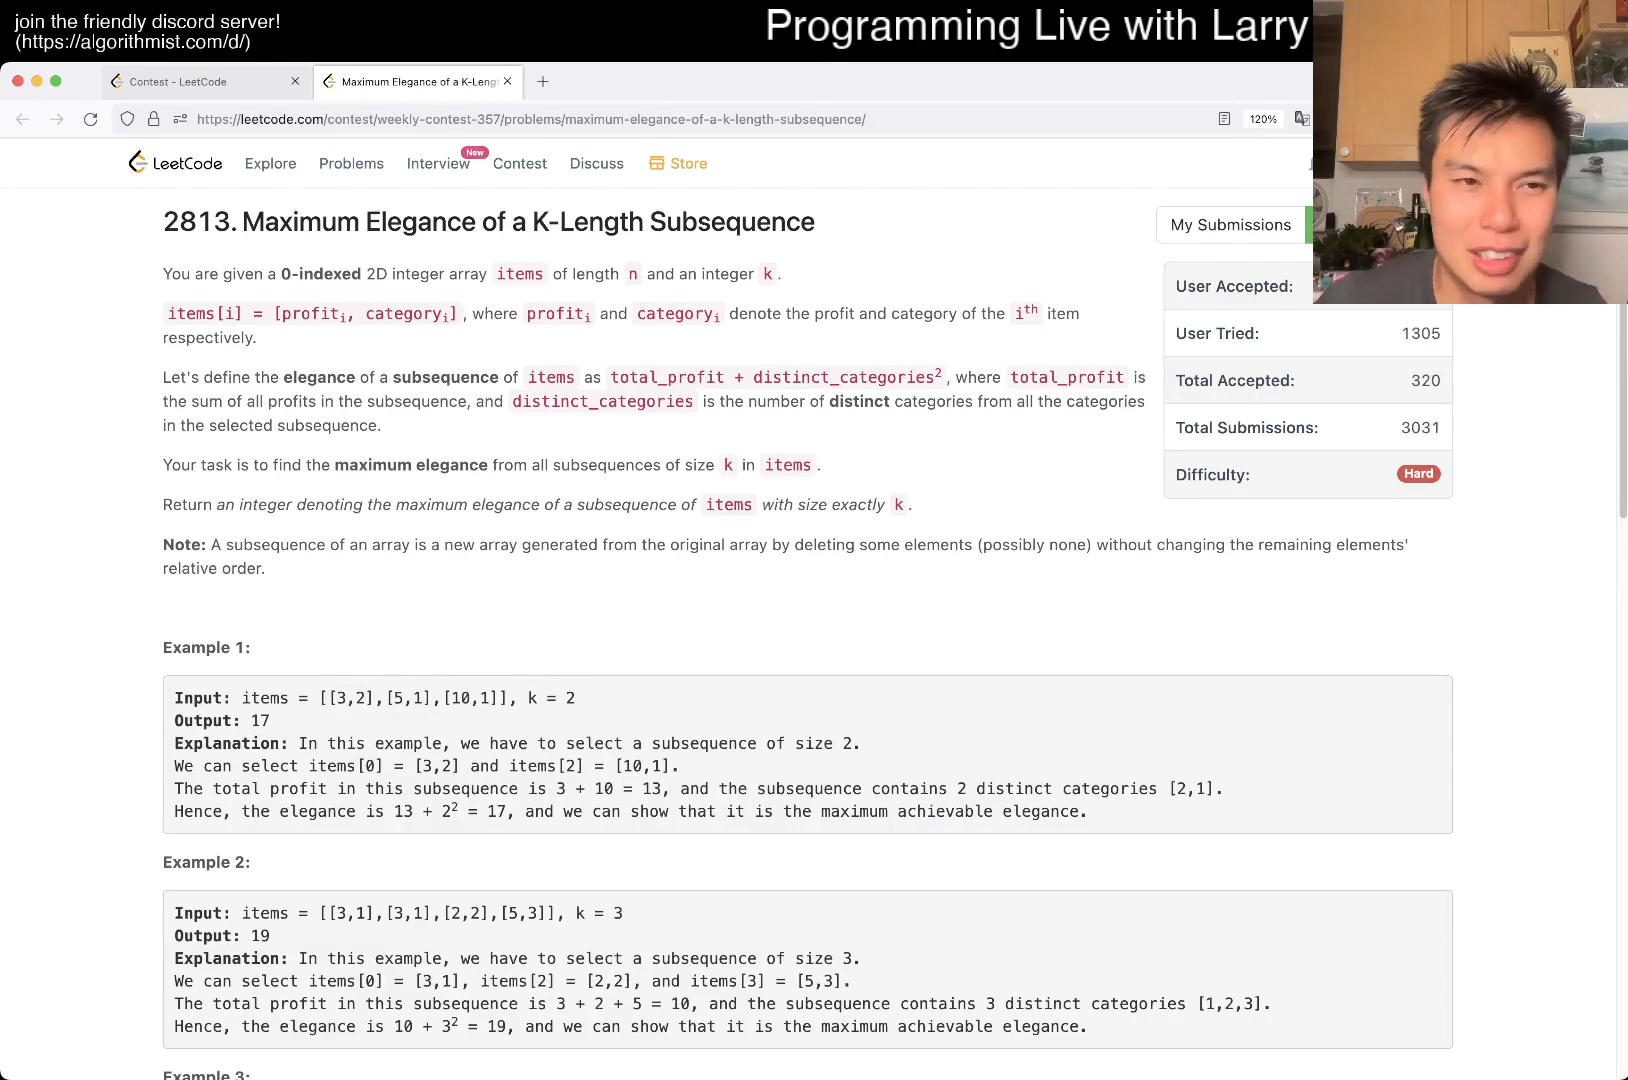 join the friendly discord server!
(https://algorithmist.com/d/)
Programming Live with Larry
Contest - LeetCode
Maximum Elegance of a K-Leng
https://leetcode.com/contest/weekly-contest-357/problems/maximum-elegance-of-a-k-length-subsequence/
120%
LeetCode
Explore
Problems
Interview
New
Contest
Discuss
Store
2813. Maximum Elegance of a K-Length Subsequence
You are given a 0-indexed 2D integer array items of length n and an integer k.
items[i] = [profitᵢ, categoryᵢ], where profitᵢ and categoryᵢ denote the profit and category of the iᵗʰ item
respectively.
Let's define the elegance of a subsequence of items as total_profit + distinct_categories², where total_profit is
the sum of all profits in the subsequence, and distinct_categories is the number of distinct categories from all the categories
in the selected subsequence.
Your task is to find the maximum elegance from all subsequences of size k in items.
Return an integer denoting the maximum elegance of a subsequence of items with size exactly k.
Note: A subsequence of an array is a new array generated from the original array by deleting some elements (possibly none) without changing the remaining elements'
relative order.
My Submissions
User Accepted:
User Tried: 1305
Total Accepted: 320
Total Submissions: 3031
Difficulty: Hard
Example 1:
Input: items = [[3,2],[5,1],[10,1]], k = 2
Output: 17
Explanation: In this example, we have to select a subsequence of size 2.
We can select items[0] = [3,2] and items[2] = [10,1].
The total profit in this subsequence is 3 + 10 = 13, and the subsequence contains 2 distinct categories [2,1].
Hence, the elegance is 13 + 2² = 17, and we can show that it is the maximum achievable elegance.
Example 2:
Input: items = [[3,1],[3,1],[2,2],[5,3]], k = 3
Output: 19
Explanation: In this example, we have to select a subsequence of size 3.
We can select items[0] = [3,1], items[2] = [2,2], and items[3] = [5,3].
The total profit in this subsequence is 3 + 2 + 5 = 10, and the subsequence contains 3 distinct categories [1,2,3].
Hence, the elegance is 10 + 3² = 19, and we can show that it is the maximum achievable elegance.
Example 3: